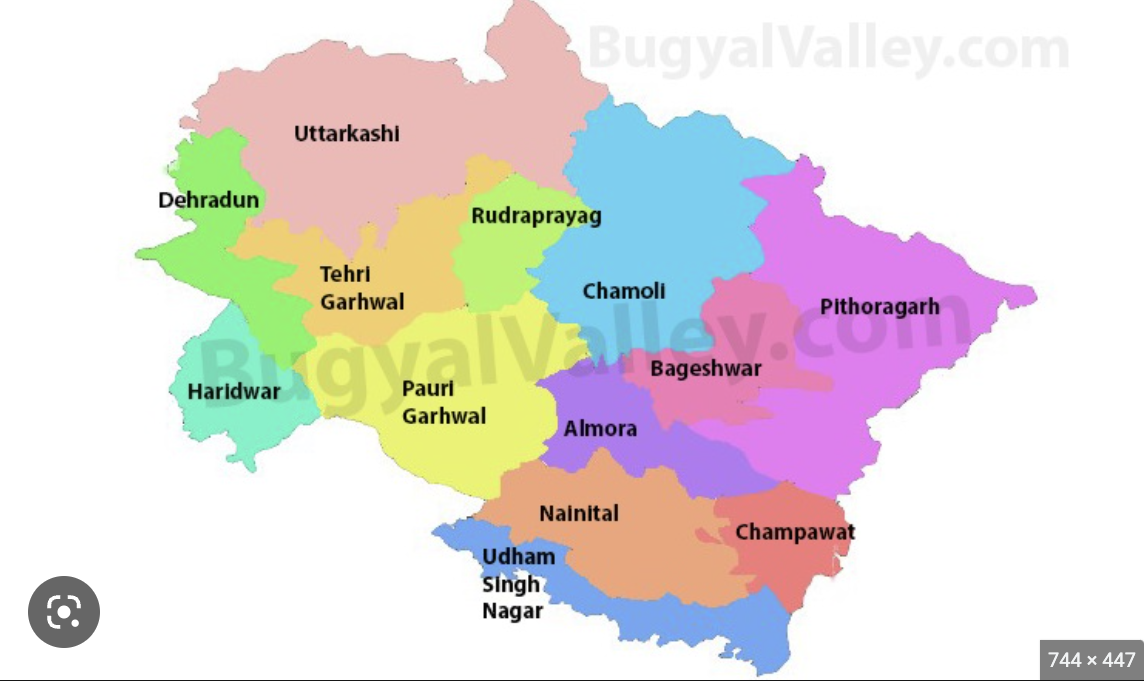 BugyalValley.com
Uttarkashi
Dehradun
Rudraprayag
Tehri
Garhwal
Chamoli
Pithoragarh
BugyalValley.com
Bageshwar
Haridwar
Pauri
Garhwal
Almora
Nainital
Champawat
Udham
Singh
Nagar
744 × 447